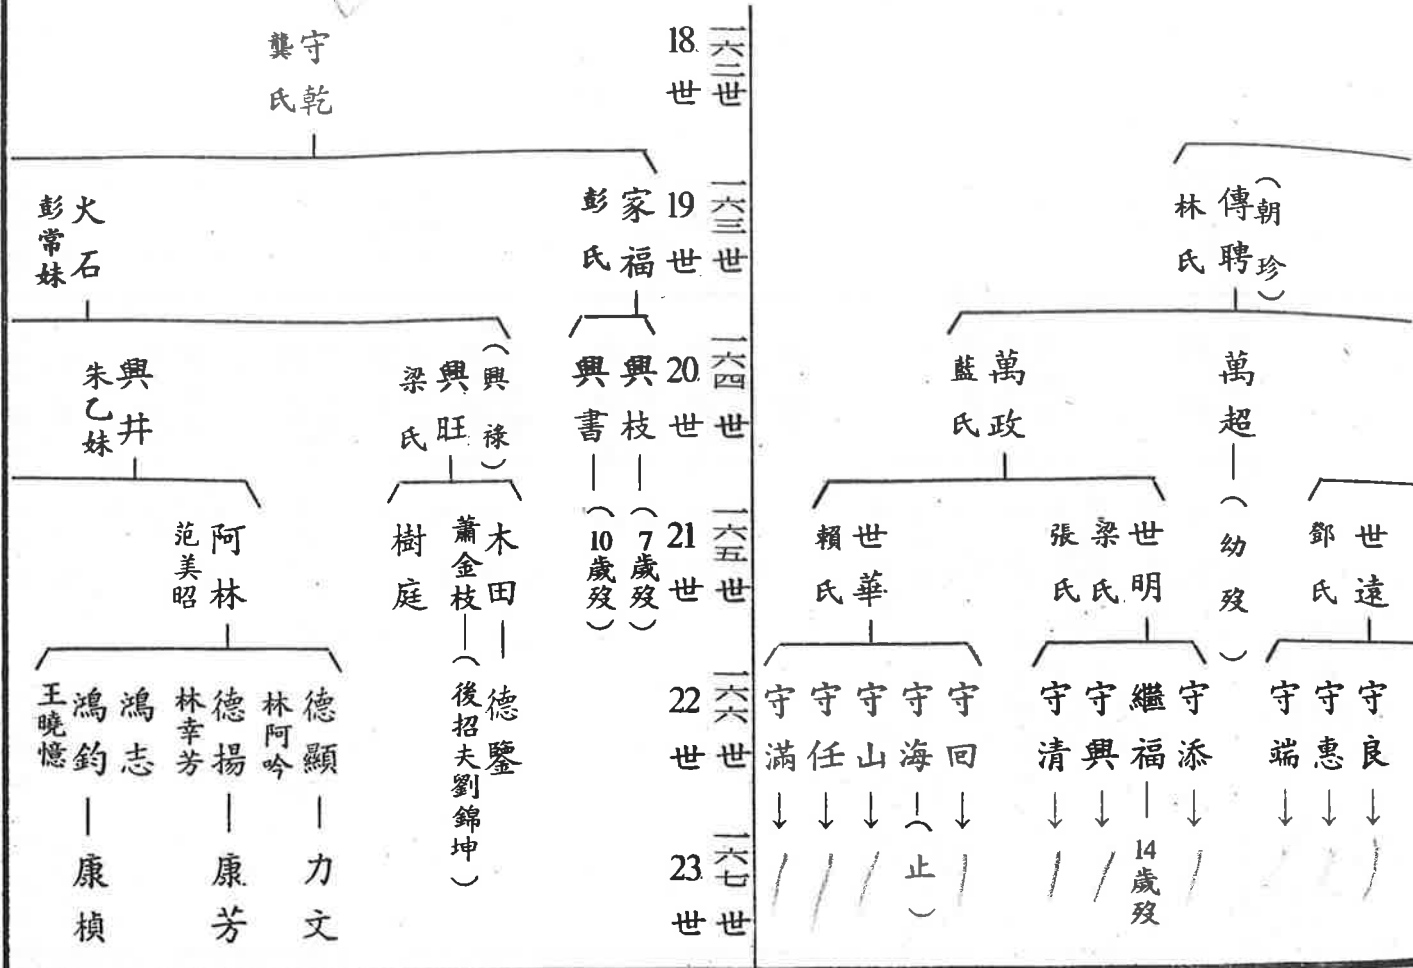 一六二世
18世
守乾
龔氏
一六三世
19世
(朝珍)
傳聘
林氏
家福
彭氏
火石
彭常妹
一六四世
20世
萬超
萬政
藍氏
興枝
興書
(興祿)
興旺
梁氏
興井
朱乙妹
一六五世
21世
世遠
鄧氏
(幼歿)
世明
梁氏
張氏
世華
賴氏
(7歲歿)
(10歲歿)
木田
蕭金枝
(後招夫劉錦坤)
樹庭
阿林
范美昭
一六六世
22世
守良
守惠
守端
守添
繼福
守興
守清
守回
守海
守山
守任
守滿
德鑒
德顯
林阿吟
德揚
林幸芳
鴻志
鴻鈞
王曉憶
一六七世
23世
14歲歿
(止)
力文
康芳
康楨